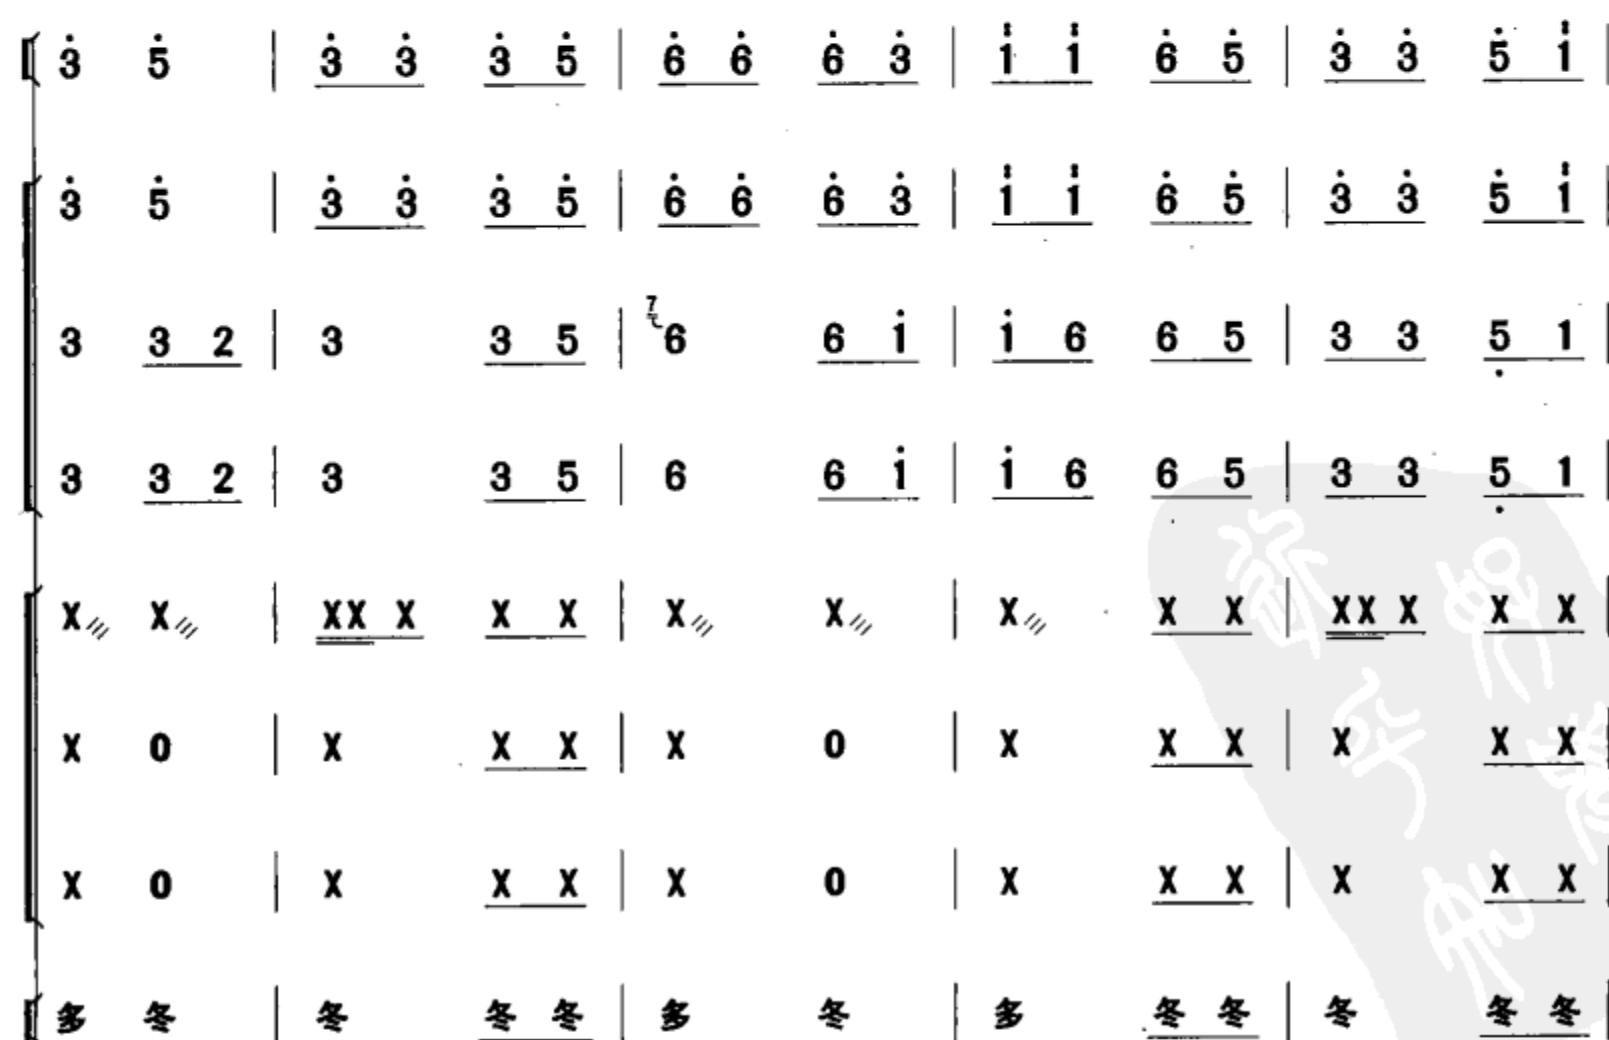 3̇ 5̇ | 3̇ 3̇ 3̇ 5̇ | 6̇ 6̇ 6̇ 3̇ | 1̈ 1̈ 6̇ 5̇ | 3̇ 3̇ 5̇ 1̈ |
3̇ 5̇ | 3̇ 3̇ 3̇ 5̇ | 6̇ 6̇ 6̇ 3̇ | 1̈ 1̈ 6̇ 5̇ | 3̇ 3̇ 5̇ 1̈ |
3 3 2 | 3 3 5 | 7 6 6 1̇ | 1̇ 6 6 5 | 3 3 5̣ 1 |
3 3 2 | 3 3 5 | 6 6 1̇ | 1̇ 6 6 5 | 3 3 5̣ 1 |
X/// X/// | XX X X X | X/// X/// | X/// X X | XX X X X |
X 0 | X X X | X 0 | X X X | X X X |
X 0 | X X X | X 0 | X X X | X X X |
多 冬 | 冬 冬 冬 | 多 冬 | 多 冬 冬 | 冬 冬 冬 |